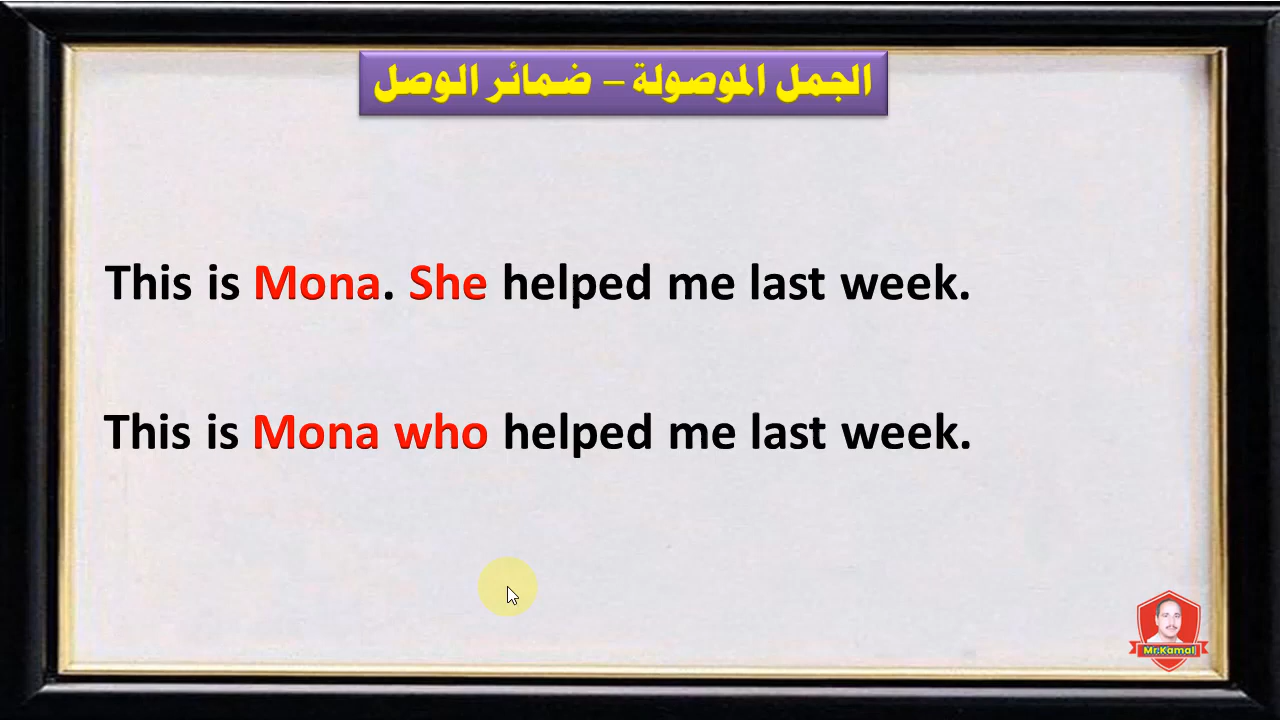 الجمل الموصولة – ضمائر الوصل
This is Mona. She helped me last week.
This is Mona who helped me last week.
Mr.Kamal